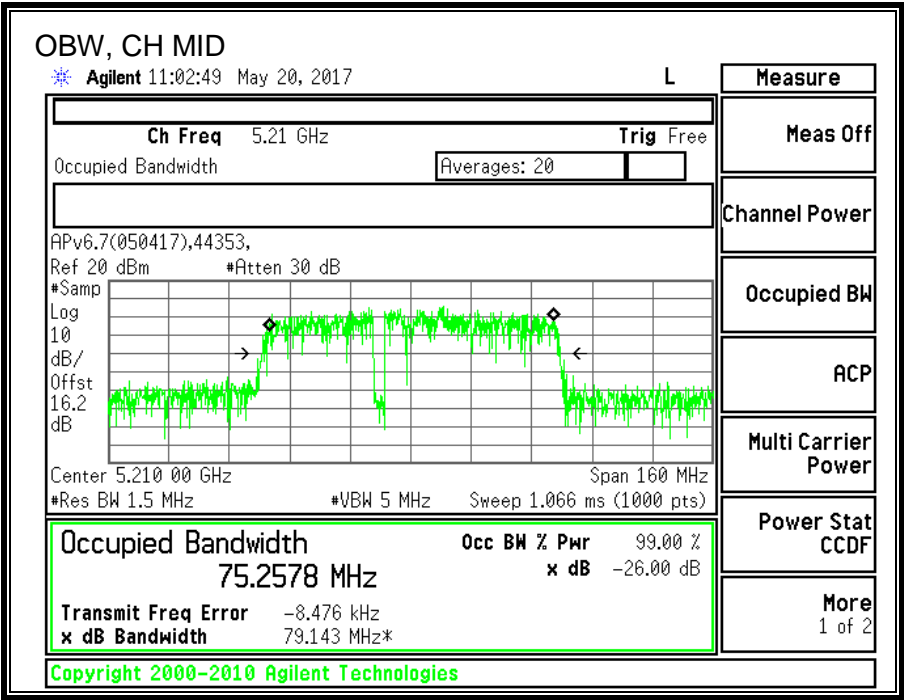 OBW, CH MID
Agilent 11:02:49 May 20, 2017 L
Measure
Ch Freq 5.21 GHz Trig Free
Meas Off
Occupied Bandwidth Averages: 20
Channel Power
APv6.7(050417),44353,
Ref 20 dBm #Atten 30 dB
#Samp
Log
10
dB/
Offst
16.2
dB
Occupied BW
ACP
Multi Carrier
Power
Center 5.210 00 GHz Span 160 MHz
#Res BW 1.5 MHz #VBW 5 MHz Sweep 1.066 ms (1000 pts)
Power Stat
CCDF
Occupied Bandwidth Occ BW % Pwr 99.00 %
75.2578 MHz x dB -26.00 dB
Transmit Freq Error -8.476 kHz
x dB Bandwidth 79.143 MHz*
More
1 of 2
Copyright 2000-2010 Agilent Technologies